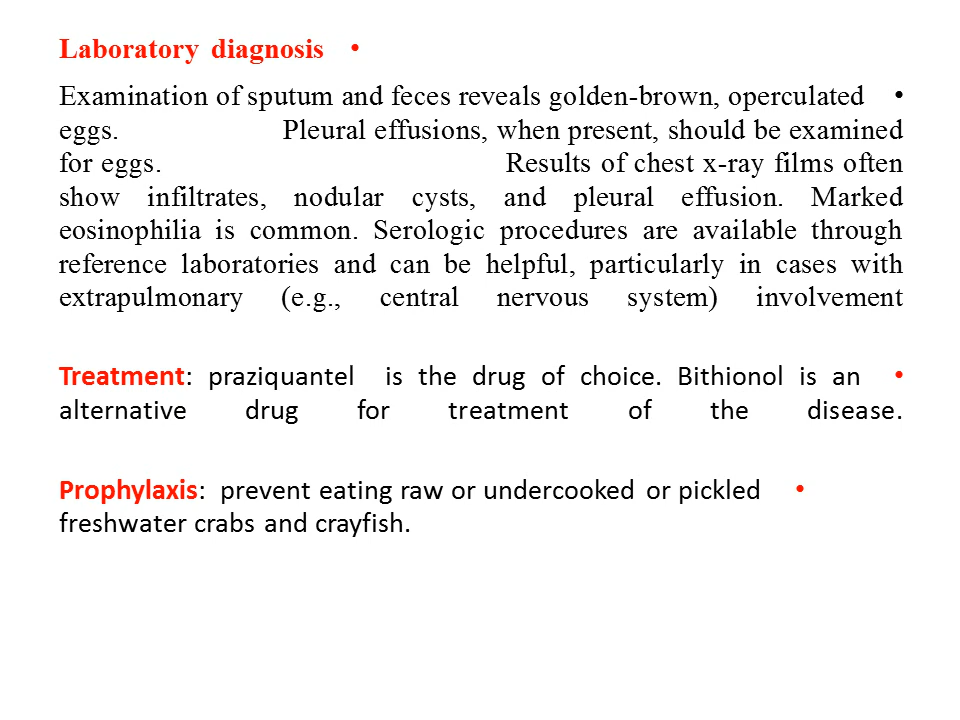 Laboratory diagnosis •
Examination of sputum and feces reveals golden-brown, operculated •
eggs. Pleural effusions, when present, should be examined
for eggs. Results of chest x-ray films often
show infiltrates, nodular cysts, and pleural effusion. Marked
eosinophilia is common. Serologic procedures are available through
reference laboratories and can be helpful, particularly in cases with
extrapulmonary (e.g., central nervous system) involvement
Treatment: praziquantel is the drug of choice. Bithionol is an •
alternative drug for treatment of the disease.
Prophylaxis: prevent eating raw or undercooked or pickled •
freshwater crabs and crayfish.